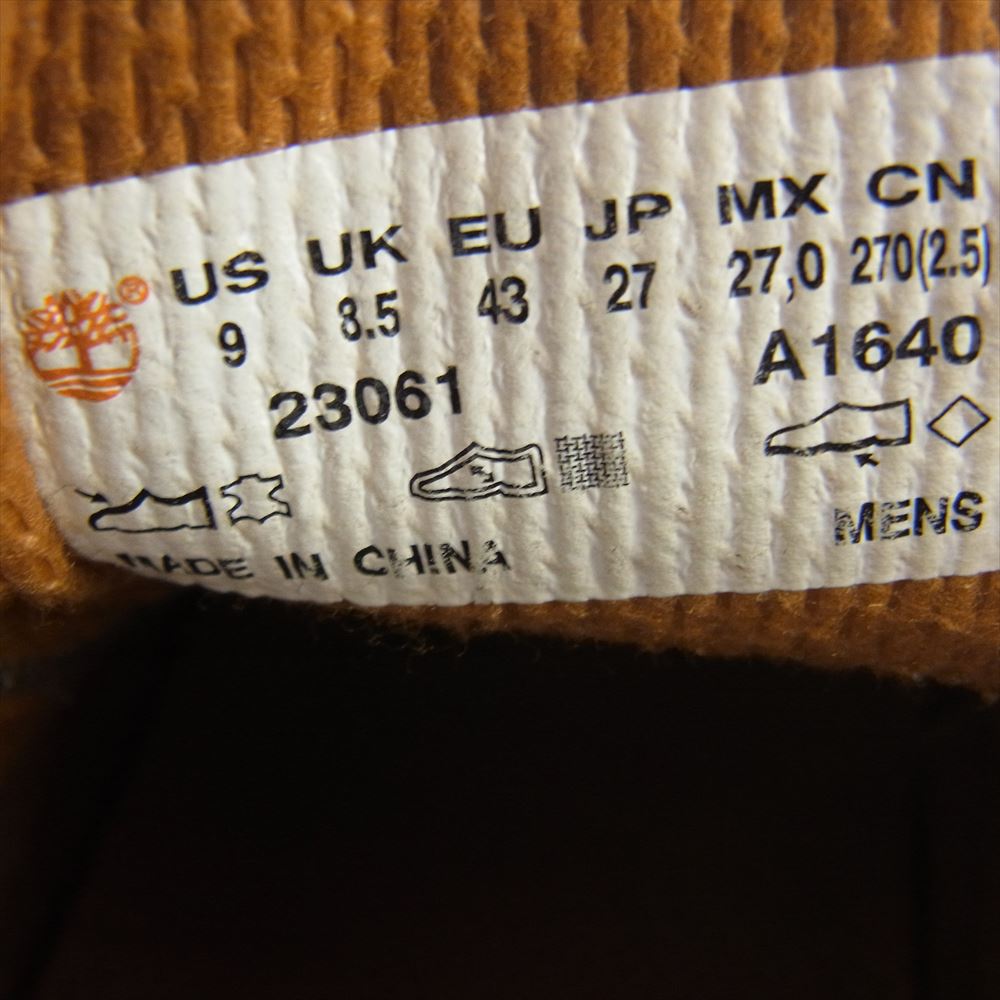 US UK EU JP MX CN
® 9 8.5 43 27 27,0 270(2.5)
23061 A1640
MENS
MADE IN CHINA